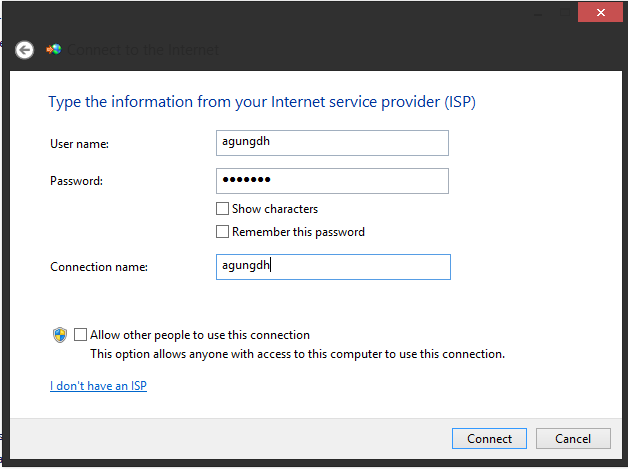 Connect to the Internet
Type the information from your Internet service provider (ISP)
User name: agungdh
Password: ●●●●●●●
Show characters
Remember this password
Connection name: agungdh
Allow other people to use this connection
This option allows anyone with access to this computer to use this connection.
I don't have an ISP
Connect Cancel